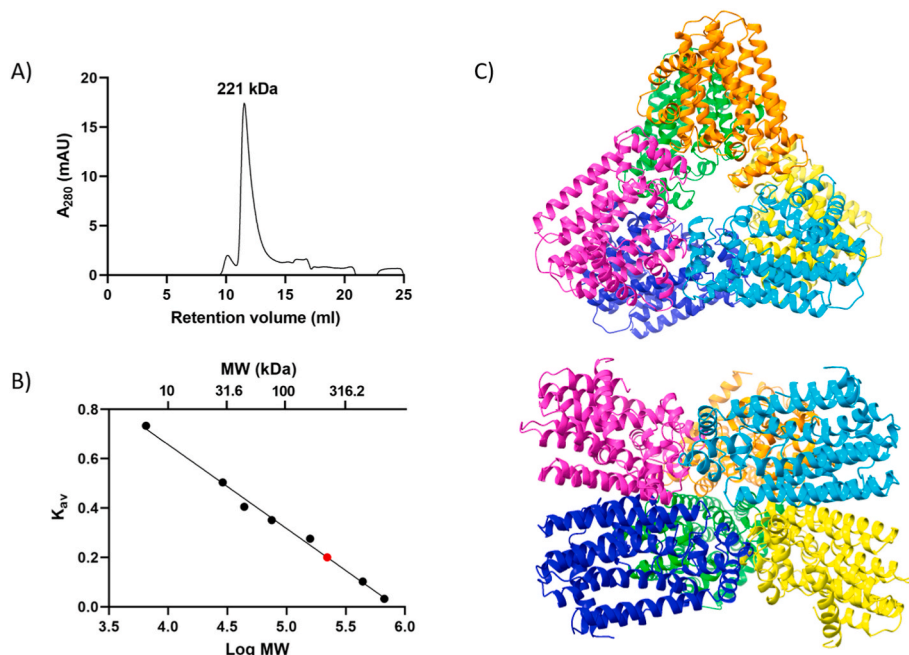 A)
221 kDa
20
15
10
5
0
A280 (mAU)
0 5 10 15 20 25
Retention volume (ml)
B)
MW (kDa)
10 31.6 100 316.2
0.8
0.6
0.4
0.2
0.0
Kav
3.5 4.0 4.5 5.0 5.5 6.0
Log MW
C)